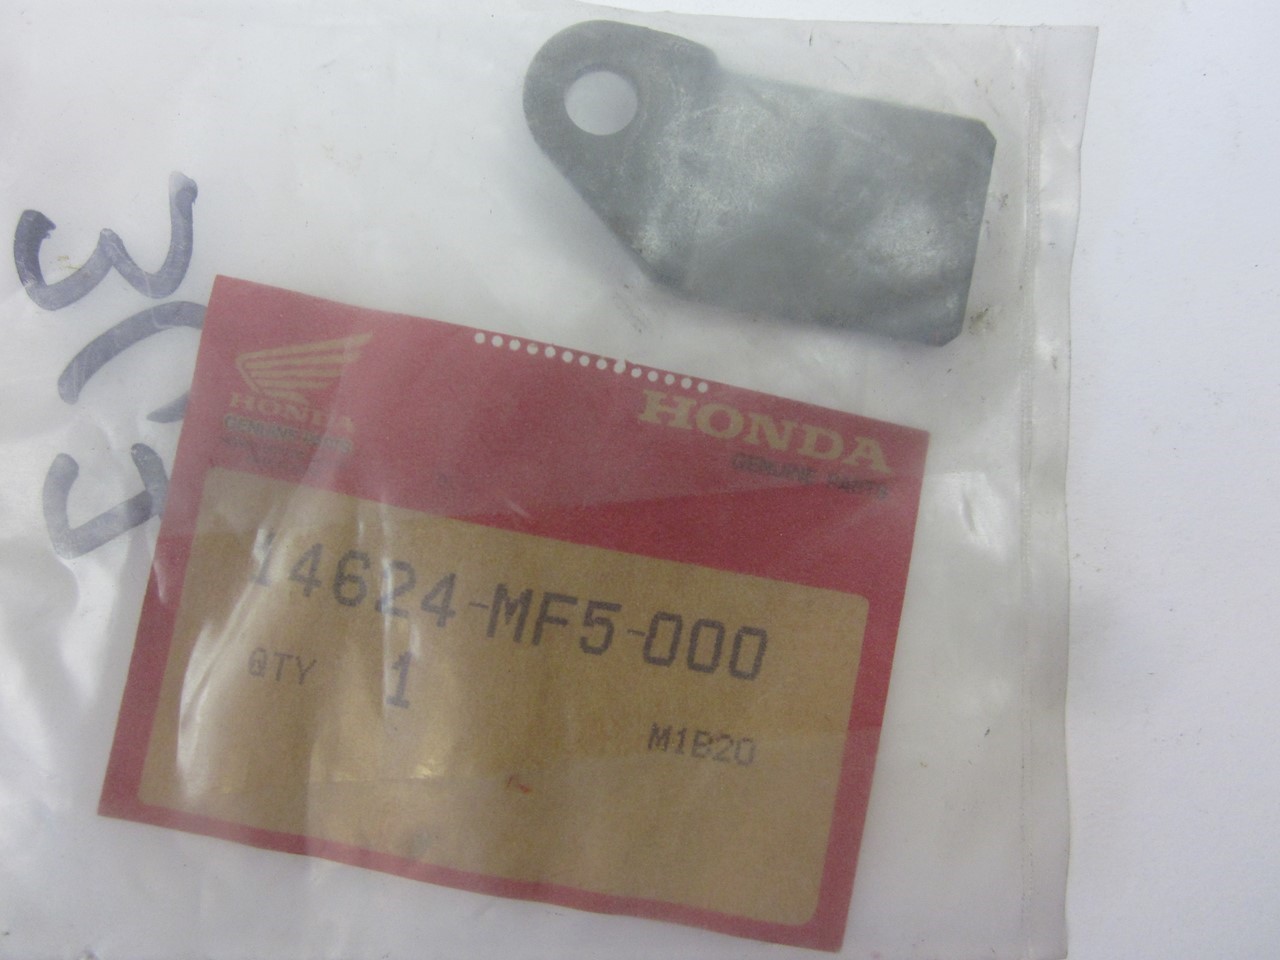 HONDA
GENUINE PARTS
HONDA
GENUINE PARTS
14624-MF5-000
QTY 1
M1B20